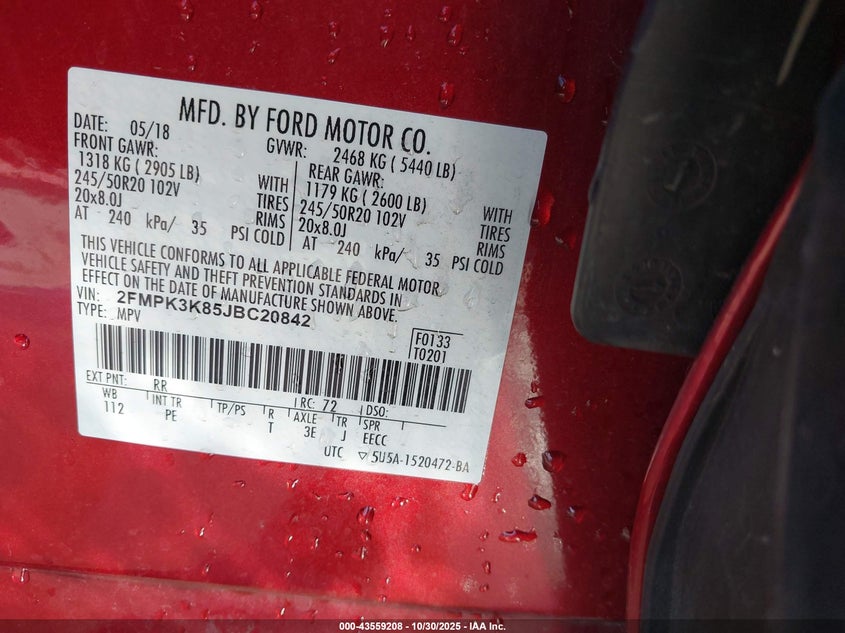 MFD. BY FORD MOTOR CO.
DATE: 05/18 GVWR: 2468 KG ( 5440 LB)
FRONT GAWR: REAR GAWR:
1318 KG ( 2905 LB) WITH 1179 KG ( 2600 LB) WITH
245/50R20 102V TIRES 245/50R20 102V TIRES
20x8.0J RIMS 20x8.0J RIMS
AT 240 kPa/ 35 PSI COLD AT 240 kPa/ 35 PSI COLD
THIS VEHICLE CONFORMS TO ALL APPLICABLE FEDERAL MOTOR
VEHICLE SAFETY AND THEFT PREVENTION STANDARDS IN
EFFECT ON THE DATE OF MANUFACTURE SHOWN ABOVE.
VIN: 2FMPK3K85JBC20842
TYPE: MPV
F0133
T0201
EXT PNT: RR RC: 72 DSO:
WB INT TR TP/PS R AXLE TR SPR
112 PE T 3E J EECC
UTC 5U5A-1520472-BA
000-43559208 - 10/30/2025 - IAA Inc.